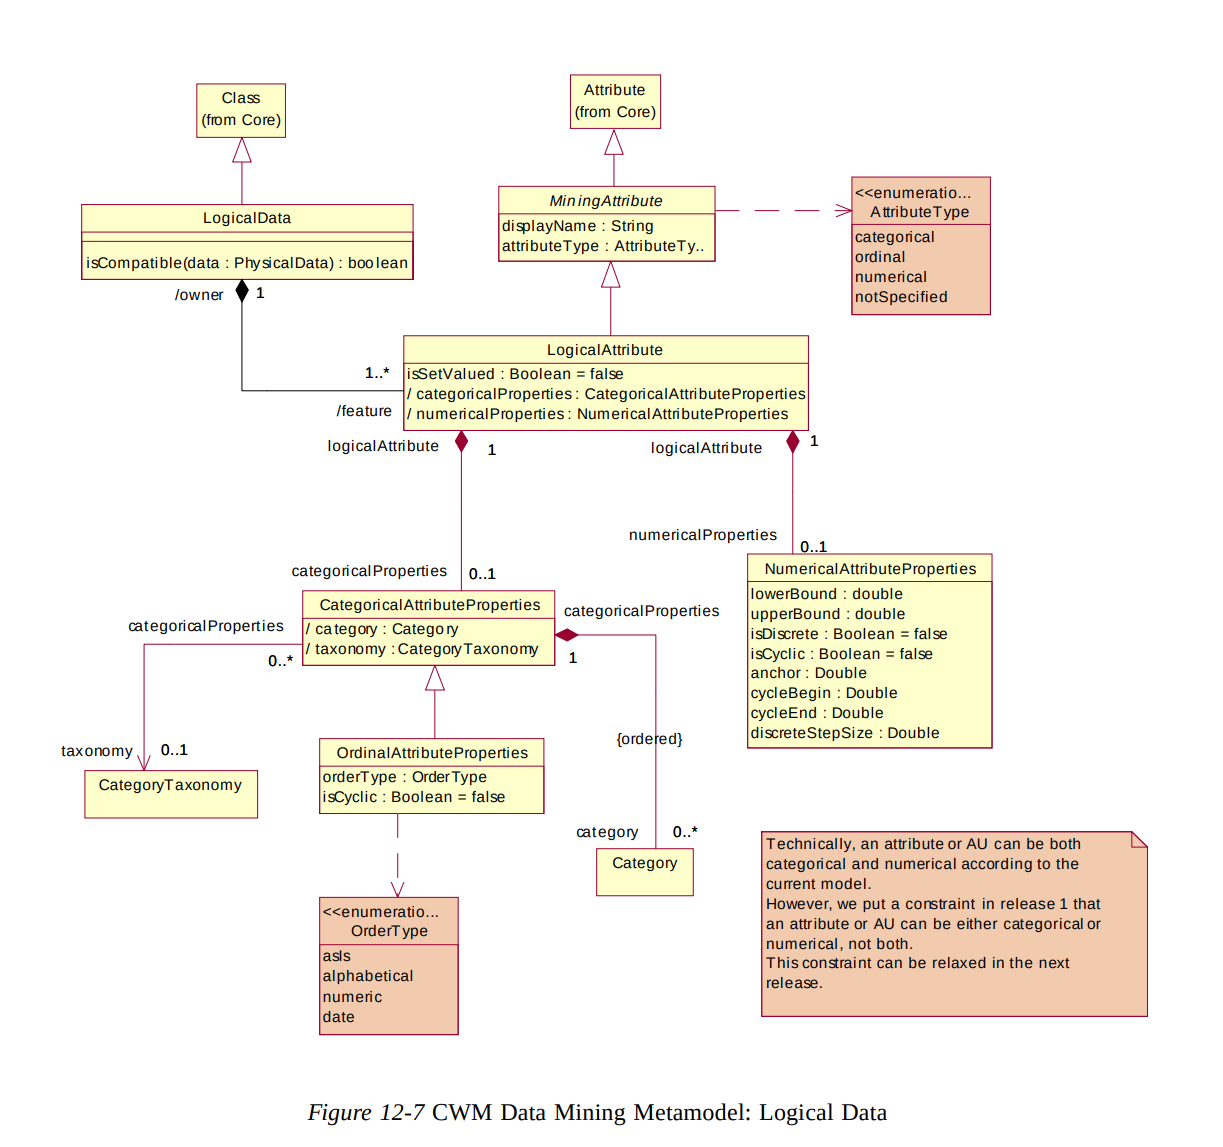 Class
(from Core)
Attribute
(from Core)
LogicalData
isCompatible(data : PhysicalData) : boolean
MiningAttribute
displayName : String
attributeType : AttributeTy..
<<enumeratio...
AttributeType
categorical
ordinal
numerical
notSpecified
/owner
1
1..*
/feature
LogicalAttribute
isSetValued : Boolean = false
/ categoricalProperties : CategoricalAttributeProperties
/ numericalProperties : NumericalAttributeProperties
logicalAttribute
1
logicalAttribute
1
numericalProperties
0..1
categoricalProperties
0..1
CategoricalAttributeProperties
/ category : Category
/ taxonomy : CategoryTaxonomy
categoricalProperties
0..*
categoricalProperties
1
NumericalAttributeProperties
lowerBound : double
upperBound : double
isDiscrete : Boolean = false
isCyclic : Boolean = false
anchor : Double
cycleBegin : Double
cycleEnd : Double
discreteStepSize : Double
taxonomy
0..1
CategoryTaxonomy
OrdinalAttributeProperties
orderType : OrderType
isCyclic : Boolean = false
{ordered}
category
0..*
Category
<<enumeratio...
OrderType
asIs
alphabetical
numeric
date
Technically, an attribute or AU can be both
categorical and numerical according to the
current model.
However, we put a constraint in release 1 that
an attribute or AU can be either categorical or
numerical, not both.
This constraint can be relaxed in the next
release.
Figure 12-7 CWM Data Mining Metamodel: Logical Data